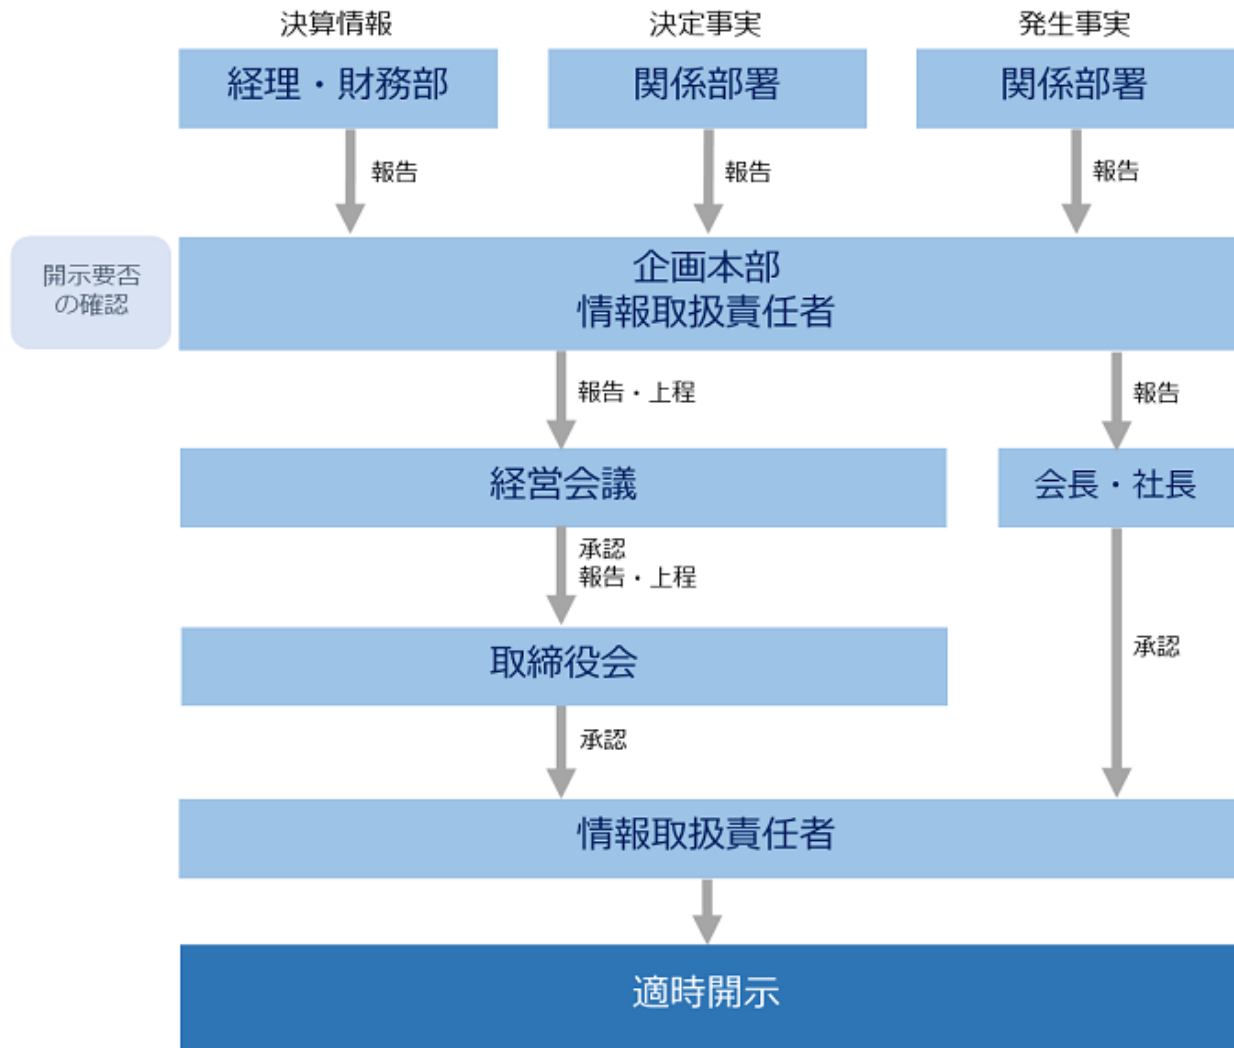 決算情報
決定事実
発生事実
経理・財務部
関係部署
関係部署
報告
報告
報告
開示要否
の確認
企画本部
情報取扱責任者
報告・上程
報告
経営会議
会長・社長
承認
報告・上程
取締役会
承認
承認
情報取扱責任者
適時開示